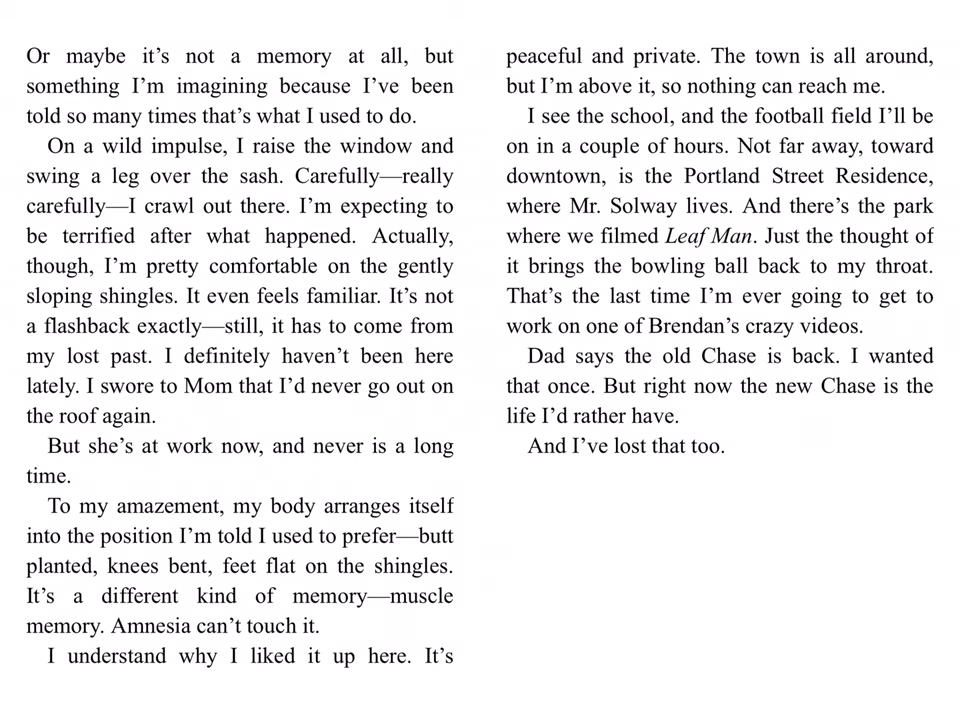 Or maybe it’s not a memory at all, but
something I’m imagining because I’ve been
told so many times that’s what I used to do.
On a wild impulse, I raise the window and
swing a leg over the sash. Carefully—really
carefully—I crawl out there. I’m expecting to
be terrified after what happened. Actually,
though, I’m pretty comfortable on the gently
sloping shingles. It even feels familiar. It’s not
a flashback exactly—still, it has to come from
my lost past. I definitely haven’t been here
lately. I swore to Mom that I’d never go out on
the roof again.
But she’s at work now, and never is a long
time.
To my amazement, my body arranges itself
into the position I’m told I used to prefer—butt
planted, knees bent, feet flat on the shingles.
It’s a different kind of memory—muscle
memory. Amnesia can’t touch it.
I understand why I liked it up here. It’s
peaceful and private. The town is all around,
but I’m above it, so nothing can reach me.
I see the school, and the football field I’ll be
on in a couple of hours. Not far away, toward
downtown, is the Portland Street Residence,
where Mr. Solway lives. And there’s the park
where we filmed Leaf Man. Just the thought of
it brings the bowling ball back to my throat.
That’s the last time I’m ever going to get to
work on one of Brendan’s crazy videos.
Dad says the old Chase is back. I wanted
that once. But right now the new Chase is the
life I’d rather have.
And I’ve lost that too.